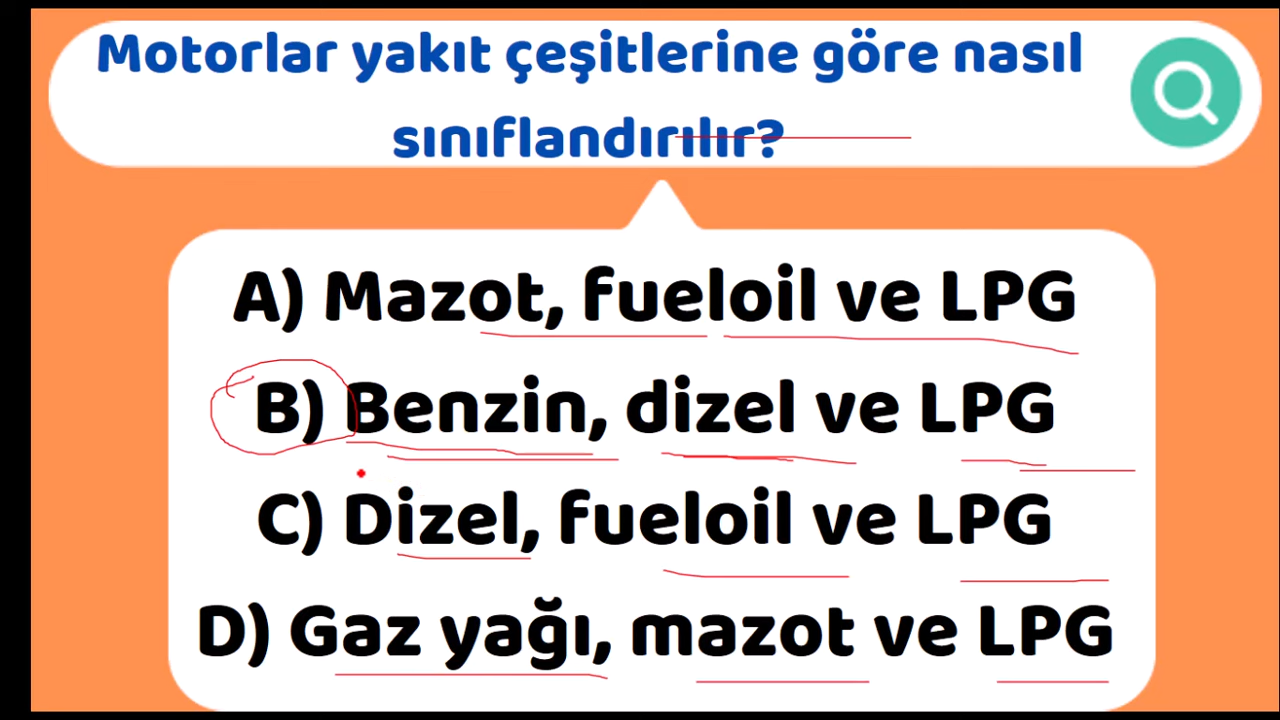 Motorlar yakıt çeşitlerine göre nasıl
sınıflandırılır?
A) Mazot, fueloil ve LPG
B) Benzin, dizel ve LPG
C) Dizel, fueloil ve LPG
D) Gaz yağı, mazot ve LPG